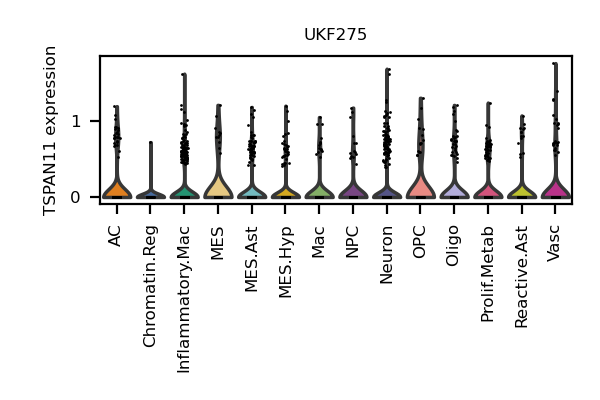 UKF275
TSPAN11 expression
1
0
AC
Chromatin.Reg
Inflammatory.Mac
MES
MES.Ast
MES.Hyp
Mac
NPC
Neuron
OPC
Oligo
Prolif.Metab
Reactive.Ast
Vasc